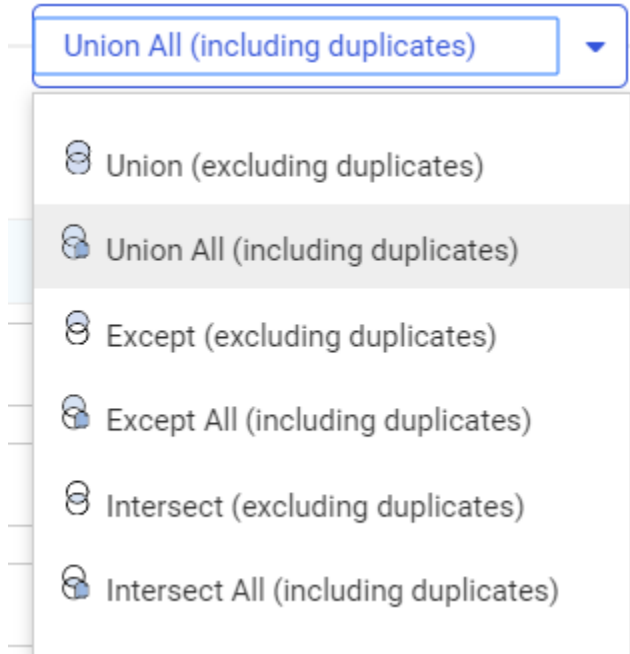 Union All (including duplicates)
Union (excluding duplicates)
Union All (including duplicates)
Except (excluding duplicates)
Except All (including duplicates)
Intersect (excluding duplicates)
Intersect All (including duplicates)